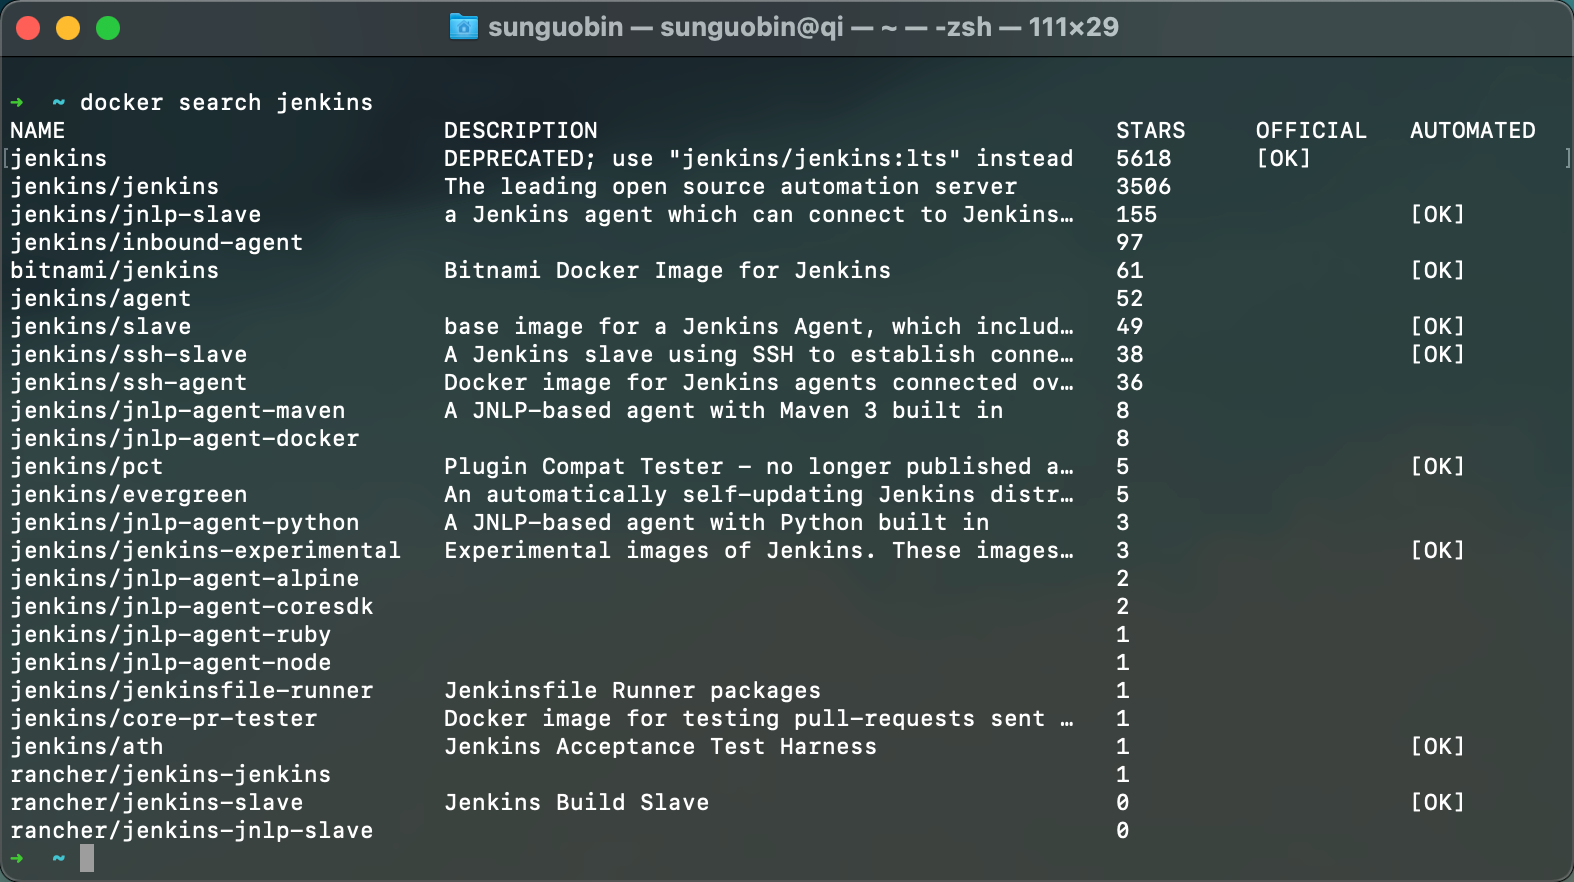 sunguobin — sunguobin@qi — ~ — -zsh — 111×29
➜  ~ docker search jenkins
NAME                           DESCRIPTION                                     STARS     OFFICIAL   AUTOMATED
jenkins                        DEPRECATED; use "jenkins/jenkins:lts" instead   5618      [OK]
jenkins/jenkins                The leading open source automation server       3506
jenkins/jnlp-slave             a Jenkins agent which can connect to Jenkins…   155                  [OK]
jenkins/inbound-agent                                                          97
bitnami/jenkins                Bitnami Docker Image for Jenkins                61                   [OK]
jenkins/agent                                                                  52
jenkins/slave                  base image for a Jenkins Agent, which includ…   49                   [OK]
jenkins/ssh-slave              A Jenkins slave using SSH to establish conne…   38                   [OK]
jenkins/ssh-agent              Docker image for Jenkins agents connected ov…   36
jenkins/jnlp-agent-maven       A JNLP-based agent with Maven 3 built in        8
jenkins/jnlp-agent-docker                                                      8
jenkins/pct                    Plugin Compat Tester - no longer published a…   5                    [OK]
jenkins/evergreen              An automatically self-updating Jenkins distr…   5
jenkins/jnlp-agent-python      A JNLP-based agent with Python built in         3
jenkins/jenkins-experimental   Experimental images of Jenkins. These images…   3                    [OK]
jenkins/jnlp-agent-alpine                                                      2
jenkins/jnlp-agent-coresdk                                                     2
jenkins/jnlp-agent-ruby                                                        1
jenkins/jnlp-agent-node                                                        1
jenkins/jenkinsfile-runner     Jenkinsfile Runner packages                     1
jenkins/core-pr-tester         Docker image for testing pull-requests sent …   1
jenkins/ath                    Jenkins Acceptance Test Harness                 1                    [OK]
rancher/jenkins-jenkins                                                        1
rancher/jenkins-slave          Jenkins Build Slave                             0                    [OK]
rancher/jenkins-jnlp-slave                                                     0
➜  ~